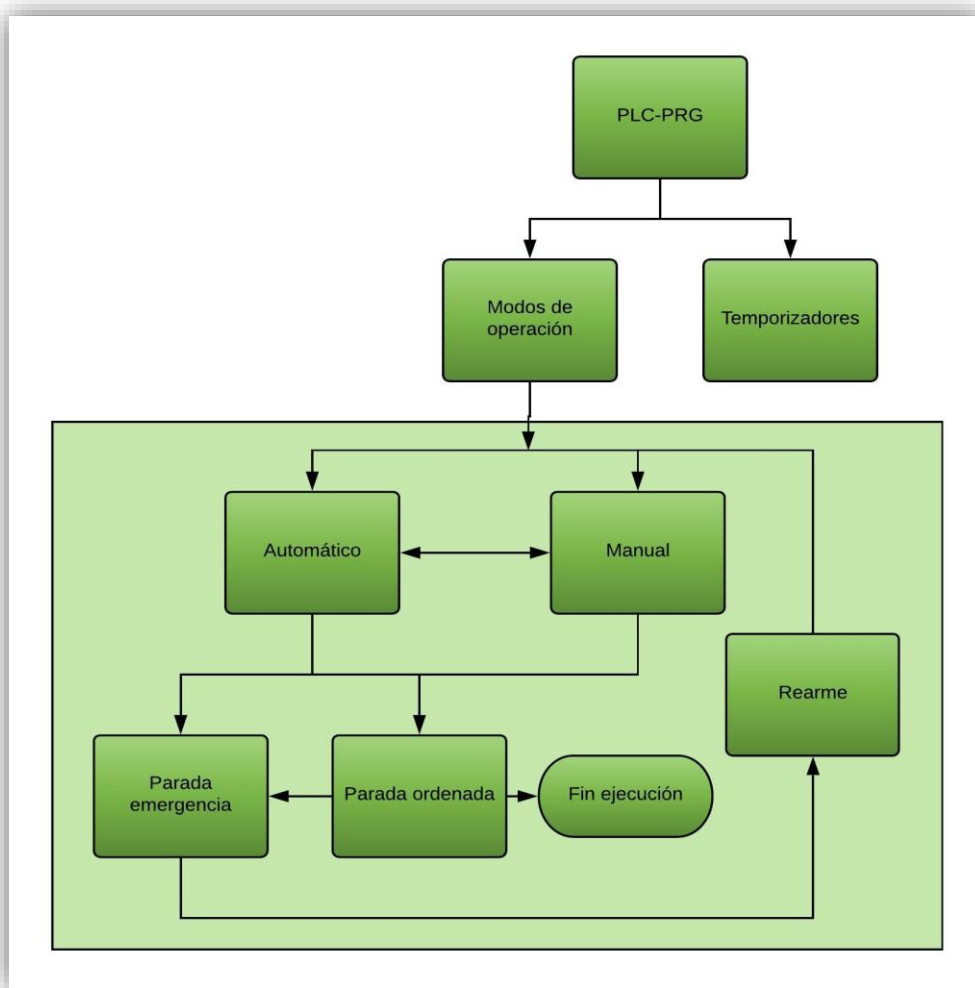 PLC-PRG
Modos de
operación
Temporizadores
Automático
Manual
Rearme
Parada
emergencia
Parada ordenada
Fin ejecución